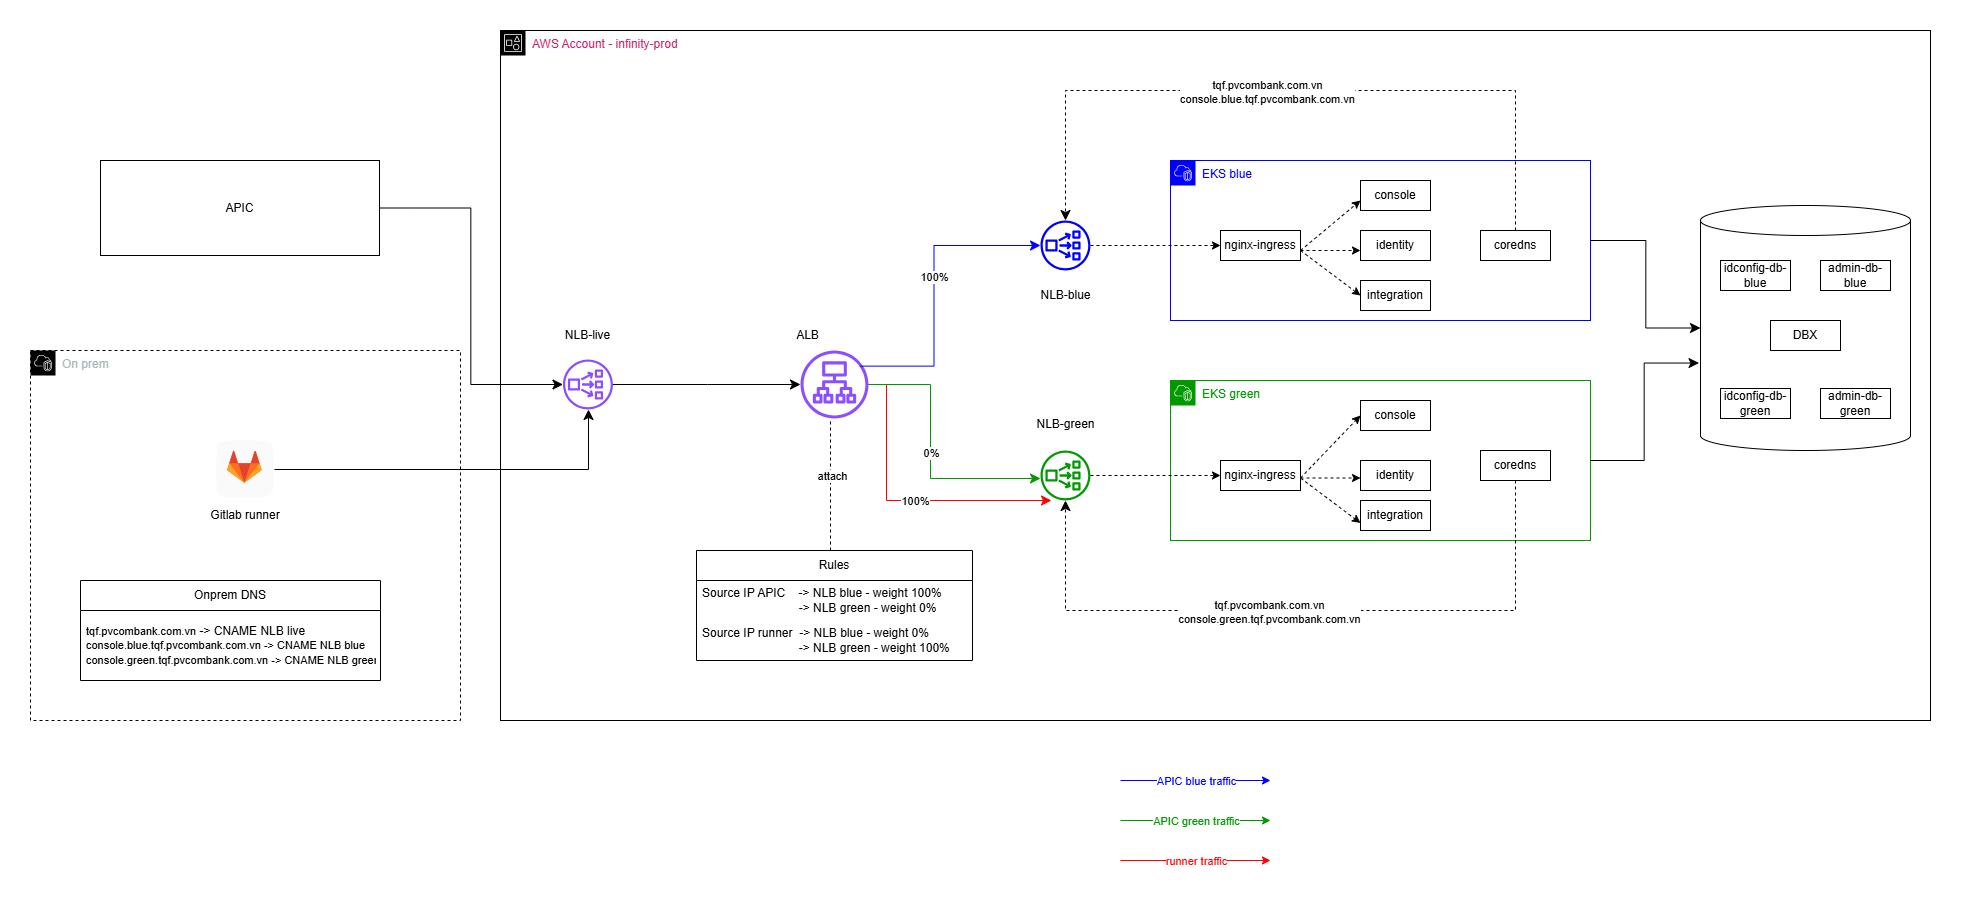 AWS Account - infinity-prod
tqf.pvcombank.com.vn
console.blue.tqf.pvcombank.com.vn
APIC
EKS blue
console
nginx-ingress
identity
integration
coredns
100%
NLB-blue
idconfig-db-
blue
admin-db-
blue
DBX
idconfig-db-
green
admin-db-
green
NLB-live
ALB
On prem
Gitlab runner
EKS green
console
nginx-ingress
identity
integration
coredns
NLB-green
0%
attach
100%
Rules
Source IP APIC -> NLB blue - weight 100%
-> NLB green - weight 0%
Source IP runner -> NLB blue - weight 0%
-> NLB green - weight 100%
Onprem DNS
tqf.pvcombank.com.vn -> CNAME NLB live
console.blue.tqf.pvcombank.com.vn -> CNAME NLB blue
console.green.tqf.pvcombank.com.vn -> CNAME NLB green
tqf.pvcombank.com.vn
console.green.tqf.pvcombank.com.vn
APIC blue traffic
APIC green traffic
runner traffic